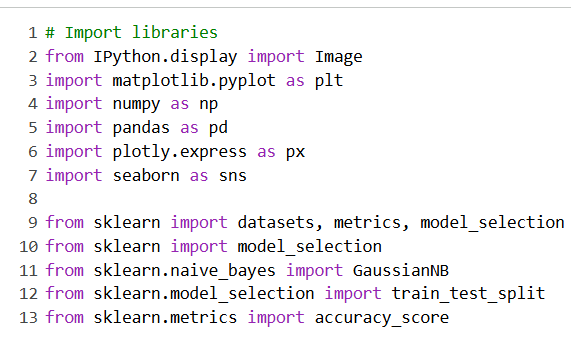 1 # Import libraries
2 from IPython.display import Image
3 import matplotlib.pyplot as plt
4 import numpy as np
5 import pandas as pd
6 import plotly.express as px
7 import seaborn as sns
8
9 from sklearn import datasets, metrics, model_selection
10 from sklearn import model_selection
11 from sklearn.naive_bayes import GaussianNB
12 from sklearn.model_selection import train_test_split
13 from sklearn.metrics import accuracy_score